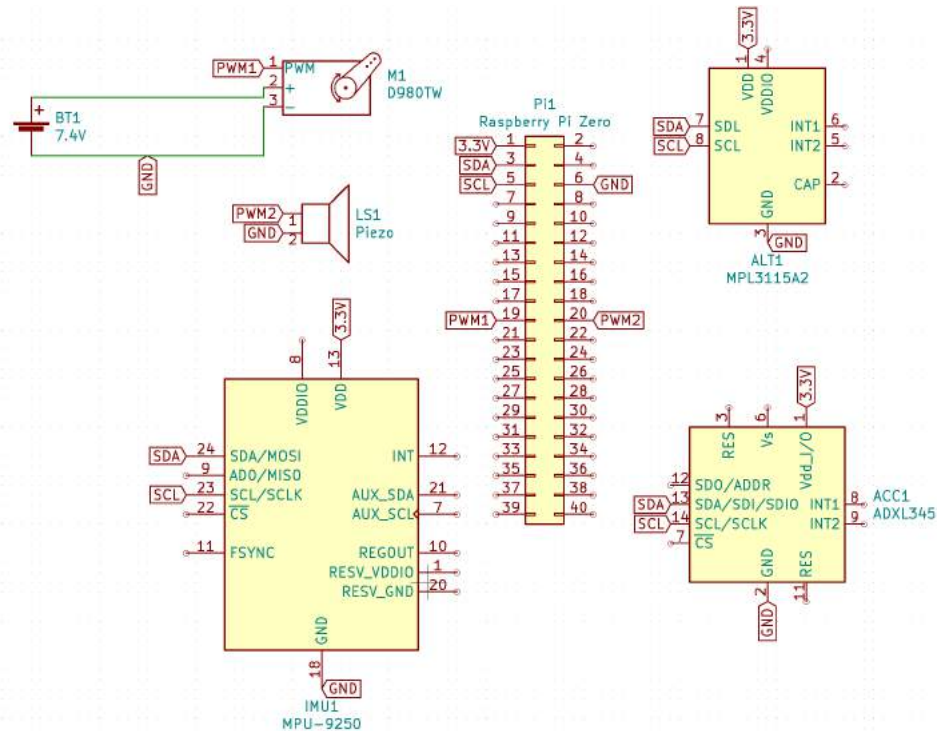 PWM1
1 PWM
2 +
3 −
M1
D980TW
+
BT1
7.4V
GND
PWM2
1
GND
2
LS1
Piezo
PI1
Raspberry Pi Zero
3.3V 1 2
SDA 3 4
SCL 5 6 GND
7 8
9 10
11 12
13 14
15 16
17 18
PWM1 19 20 PWM2
21 22
23 24
25 26
27 28
29 30
31 32
33 34
35 36
37 38
39 40
3.3V
1 4
VDD VDDIO
SDA 7 SDL
SCL 8 SCL
INT1 6
INT2 5
CAP 2
GND
3
GND
ALT1
MPL3115A2
3.3V
8 13
VDDIO VDD
SDA 24 SDA/MOSI
9 AD0/MISO
SCL 23 SCL/SCLK
22 CS
11 FSYNC
INT 12
AUX_SDA 21
AUX_SCL 7
REGOUT 10
RESV_VDDIO 1
RESV_GND 20
GND
18
GND
IMU1
MPU-9250
3.3V
3 6 1
RES Vs Vdd_I/O
12 SDO/ADDR
SDA 13 SDA/SDI/SDIO
SCL 14 SCL/SCLK
7 CS
INT1 8
INT2 9
GND RES
2 11
GND
ACC1
ADXL345